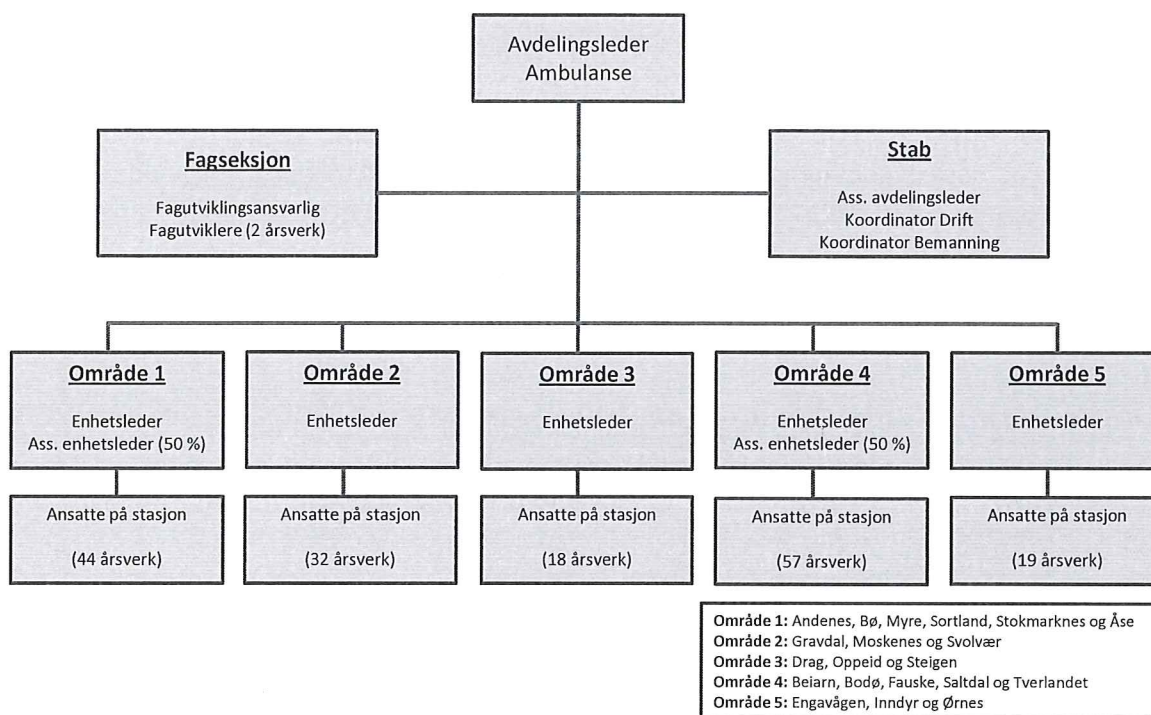 Avdelingsleder
Ambulanse
Fagseksjon
Fagutviklingsansvarlig
Fagutviklere (2 årsverk)
Stab
Ass. avdelingsleder
Koordinator Drift
Koordinator Bemanning
Område 1
Enhetsleder
Ass. enhetsleder (50 %)
Område 2
Enhetsleder
Område 3
Enhetsleder
Område 4
Enhetsleder
Ass. enhetsleder (50 %)
Område 5
Enhetsleder
Ansatte på stasjon
(44 årsverk)
Ansatte på stasjon
(32 årsverk)
Ansatte på stasjon
(18 årsverk)
Ansatte på stasjon
(57 årsverk)
Ansatte på stasjon
(19 årsverk)
Område 1: Andenes, Bø, Myre, Sortland, Stokmarknes og Åse
Område 2: Gravdal, Moskenes og Svolvær
Område 3: Drag, Oppeid og Steigen
Område 4: Beiarn, Bodø, Fauske, Saltdal og Tverlandet
Område 5: Engavågen, Inndyr og Ørnes